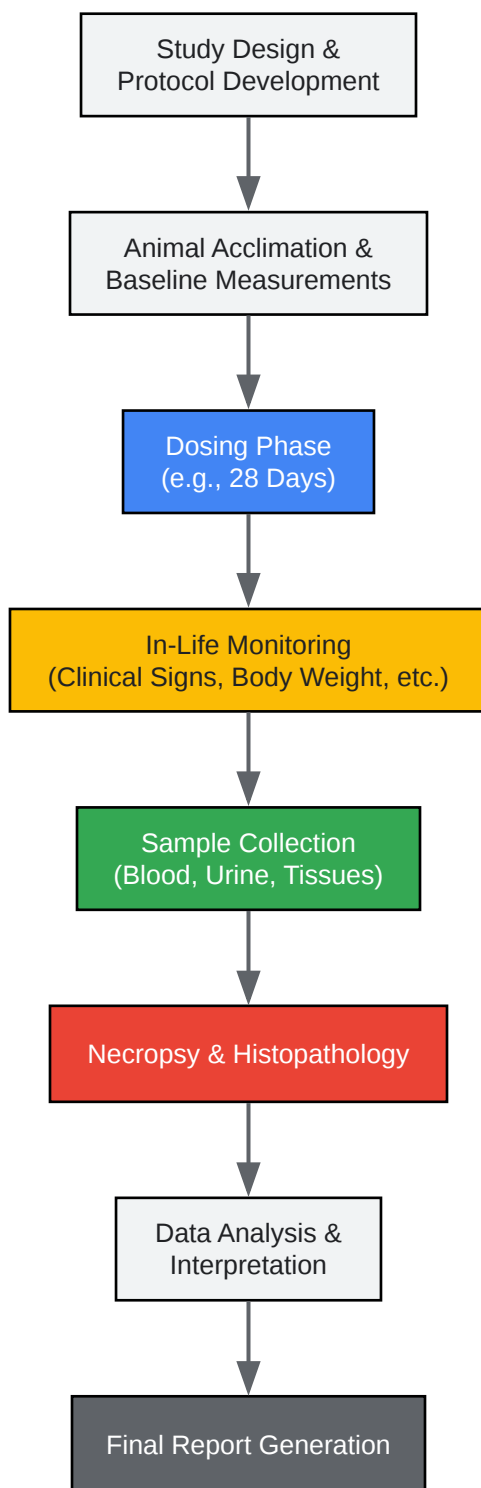 Study Design &
Protocol Development
Animal Acclimation &
Baseline Measurements
Dosing Phase
(e.g., 28 Days)
In-Life Monitoring
(Clinical Signs, Body Weight, etc.)
Sample Collection
(Blood, Urine, Tissues)
Necropsy & Histopathology
Data Analysis &
Interpretation
Final Report Generation